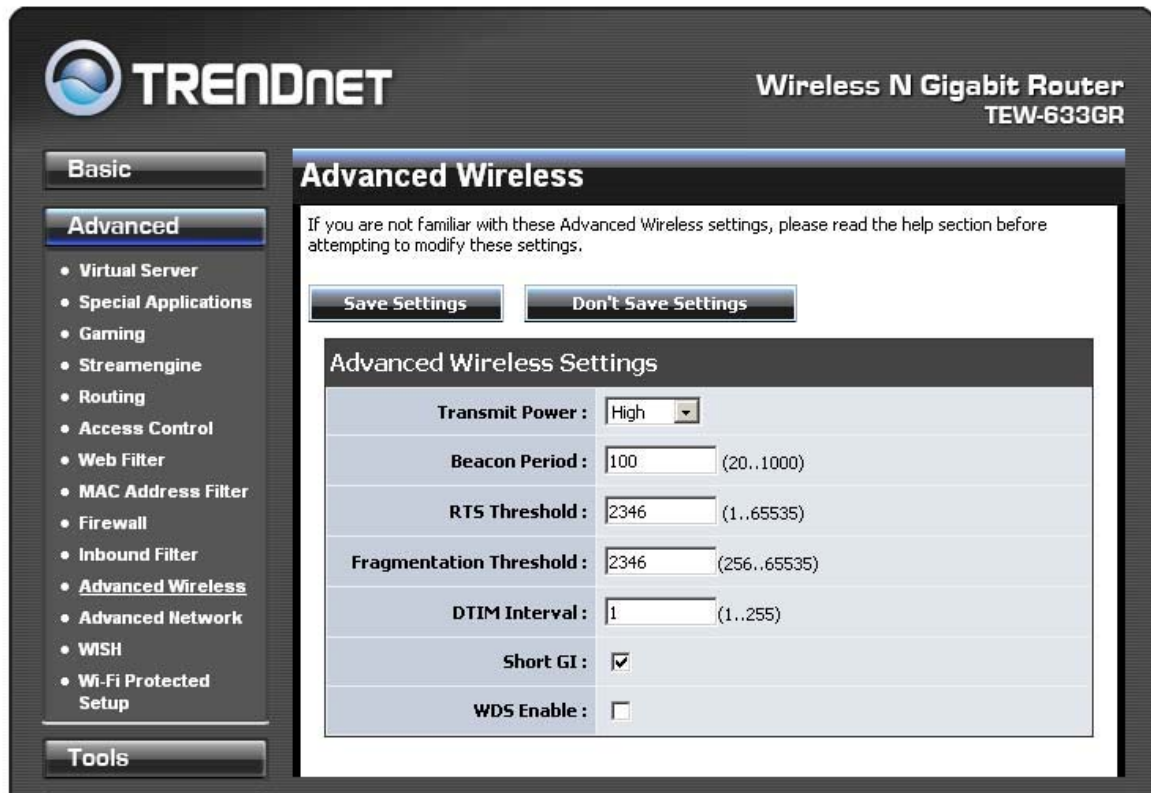 TRENDNET
Wireless N Gigabit Router
TEW-633GR
Basic
Advanced
• Virtual Server
• Special Applications
• Gaming
• Streamengine
• Routing
• Access Control
• Web Filter
• MAC Address Filter
• Firewall
• Inbound Filter
• Advanced Wireless
• Advanced Network
• WISH
• Wi-Fi Protected
Setup
Tools
Advanced Wireless
If you are not familiar with these Advanced Wireless settings, please read the help section before
attempting to modify these settings.
Save Settings Don't Save Settings
Advanced Wireless Settings
Transmit Power : High
Beacon Period : 100 (20..1000)
RTS Threshold : 2346 (1..65535)
Fragmentation Threshold : 2346 (256..65535)
DTIM Interval : 1 (1..255)
Short GI :
WDS Enable :